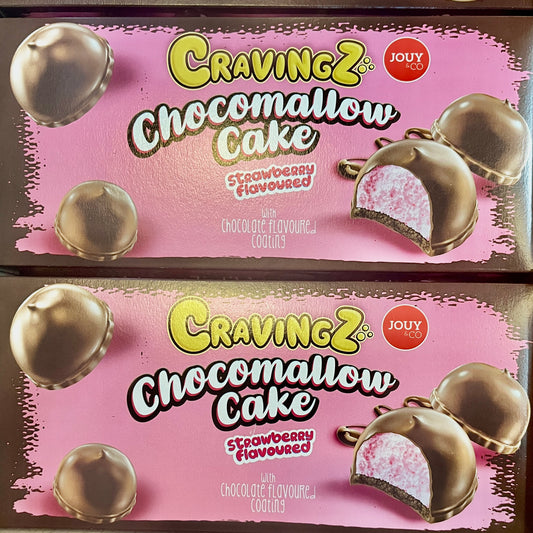 CRAVINGZ
JOUY
&CO
Chocomallow
Cake
strawberry
flavoured
with
chocolate flavoured
coating
CRAVINGZ
JOUY
&CO
Chocomallow
Cake
strawberry
flavoured
with
chocolate flavoured
coating